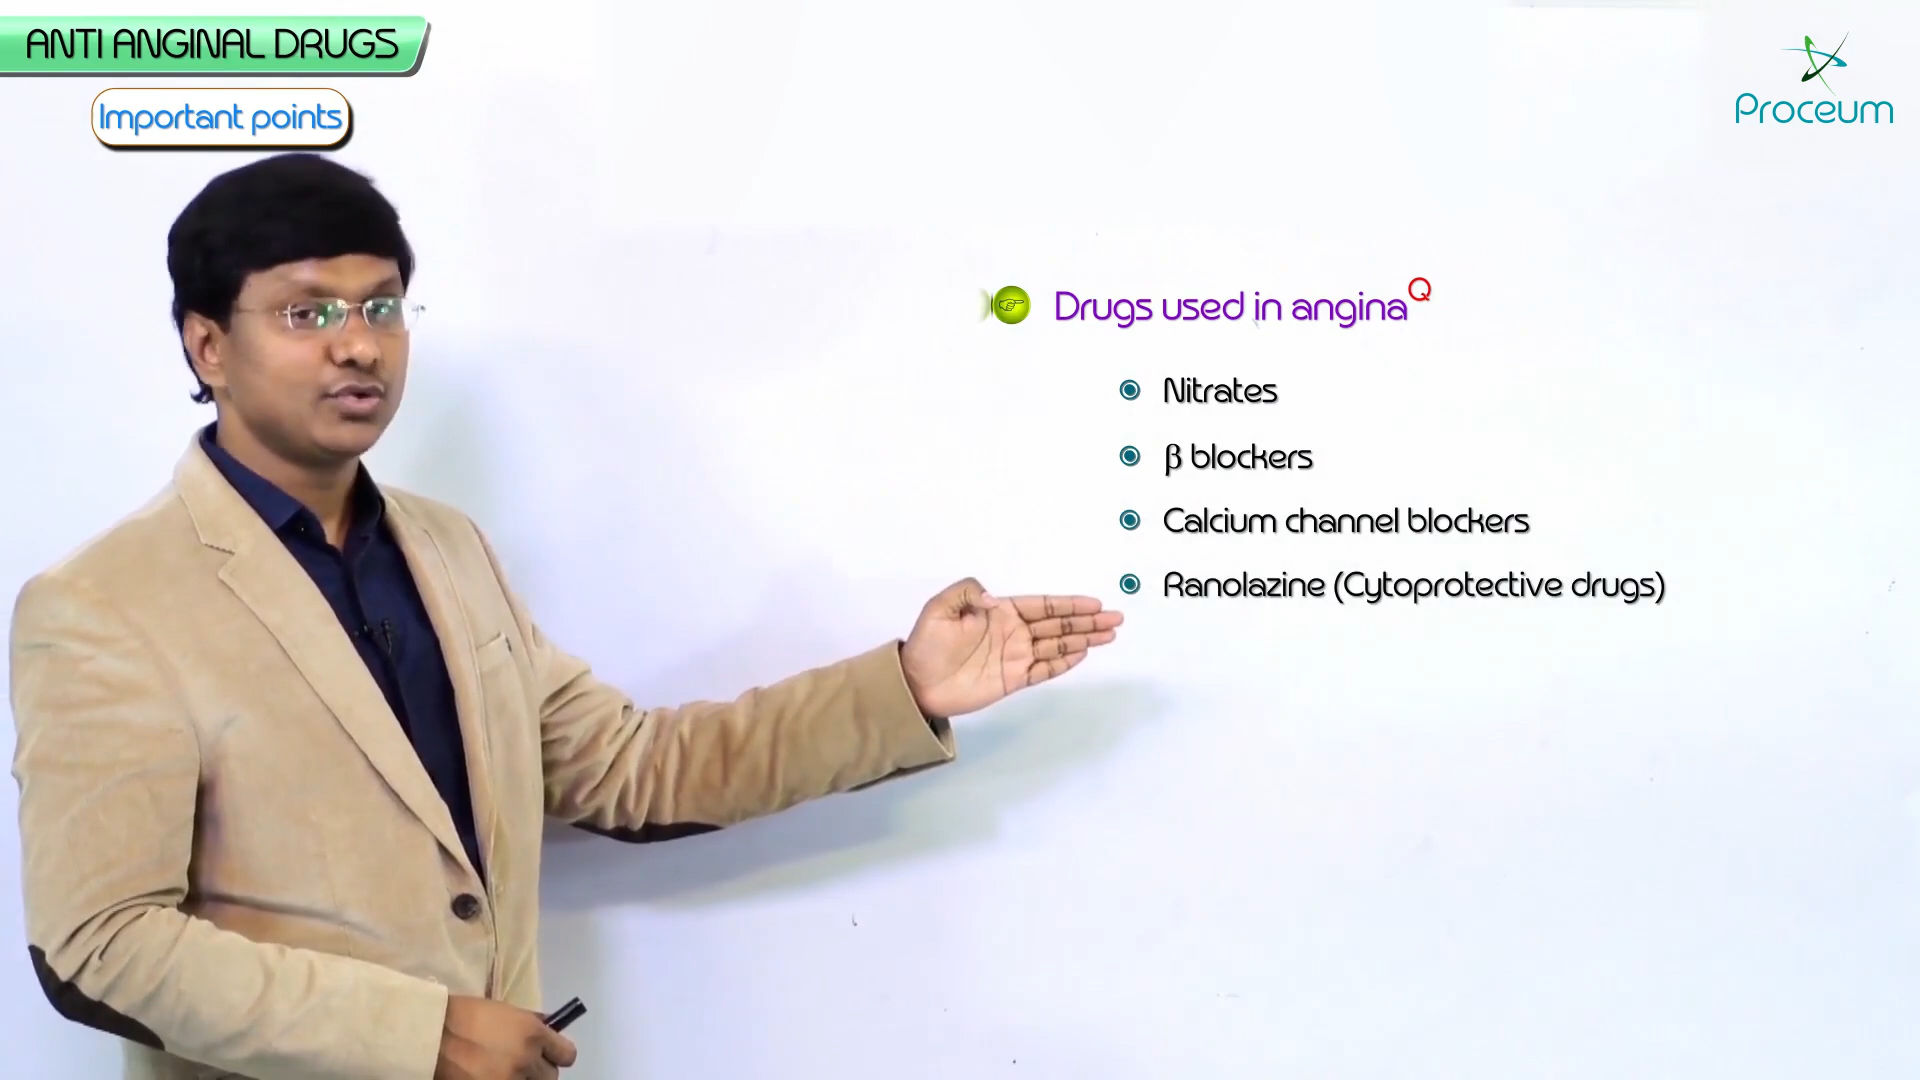 ANTI ANGINAL DRUGS
Important points
Proceum
Drugs used in angina Q
Nitrates
β blockers
Calcium channel blockers
Ranolazine (Cytoprotective drugs)